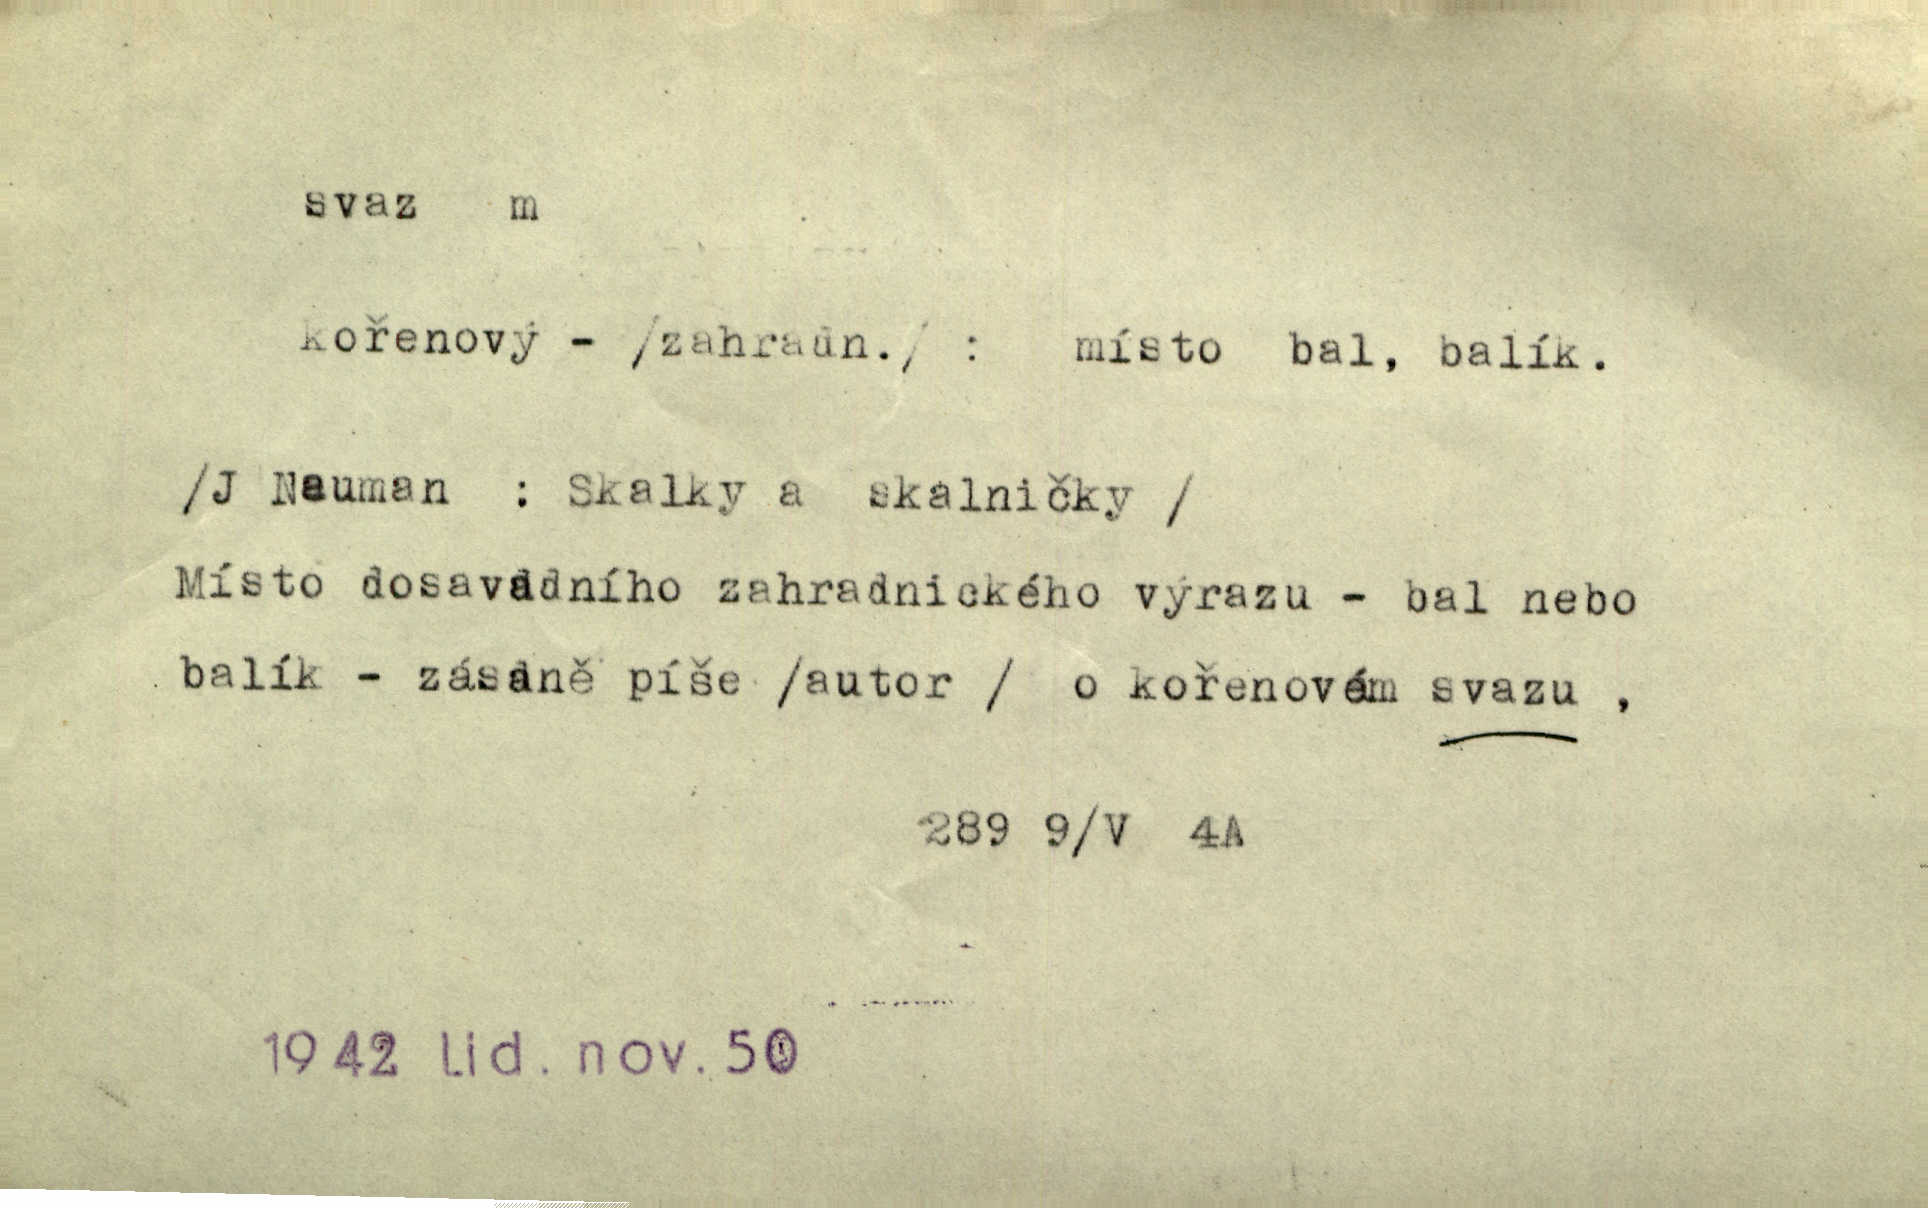 svaz m
kořenový - /zahradn./ : místo bal, balík.
/J Nauman : Skalky a skalničky /
Místo dosavadního zahradnického výrazu - bal nebo
balík - zásadně píše /autor / o kořenovém svazu ,
289 9/V 4A
1942 Lid. nov. 50